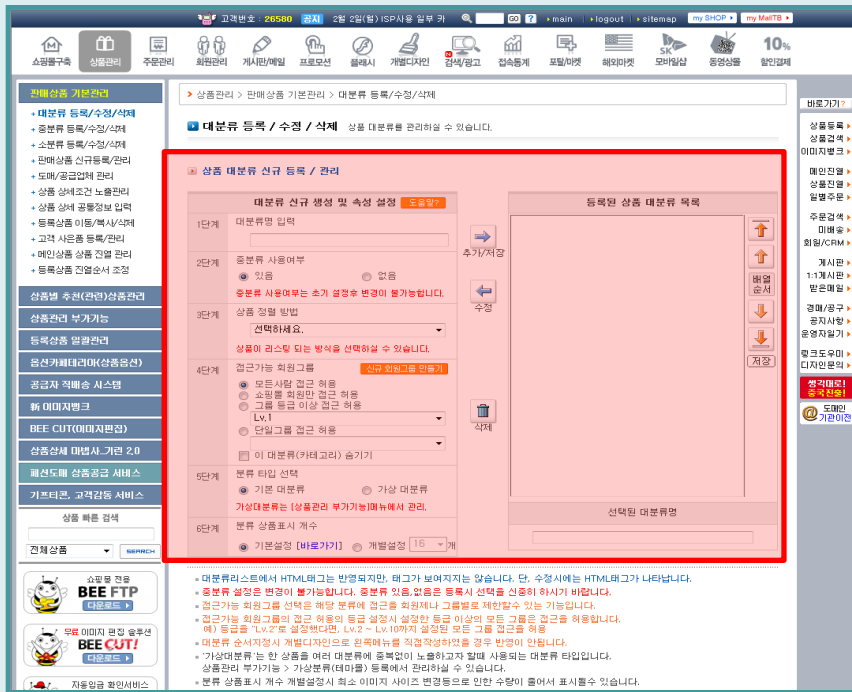 고객번호 : 26580 공지 2월 2일(월) ISP사용 일부 카 GO ? main logout sitemap my SHOP my MallTB
쇼핑몰구축 상품관리 주문관리 회원관리 게시판/메일 프로모션 플래시 개별디자인 검색/광고 접속통계 포탈/마켓 해외마켓 SK 모바일샵 동영상몰 10% 할인결제
판매상품 기본관리
+ 대분류 등록/수정/삭제
+ 중분류 등록/수정/삭제
+ 소분류 등록/수정/삭제
+ 판매상품 신규등록/관리
+ 도매/공급업체 관리
+ 상품 상세조건 노출관리
+ 상품 상세 공통정보 입력
+ 등록상품 이동/복사/삭제
+ 고객 사은품 등록/관리
+ 메인상품 상품 진열 관리
+ 등록상품 진열순서 조정
상품별 추천(관련)상품관리
상품관리 부가기능
등록상품 일괄관리
옵션카페테리아(상품옵션)
공급자 직배송 시스템
新 이미지뱅크
BEE CUT(이미지편집)
상품상세 마법사_기린 2.0
패션도매 상품공급 서비스
기프티콘, 고객감동 서비스
상품 빠른 검색
전체상품 SEARCH
쇼핑몰 전용
BEE FTP
다운로드
무료 이미지 편집 솔루션
BEE CUT!
다운로드
자동입금 확인서비스
> 상품관리 > 판매상품 기본관리 > 대분류 등록/수정/삭제
대분류 등록 / 수정 / 삭제 상품 대분류를 관리하실 수 있습니다.
상품 대분류 신규 등록 / 관리
대분류 신규 생성 및 속성 설정 도움말?
1단계 대분류명 입력
2단계 중분류 사용여부
있음 없음
중분류 사용여부는 초기 설정후 변경이 불가능합니다.
3단계 상품 정렬 방법
선택하세요.
상품이 리스팅 되는 방식을 선택하실 수 있습니다.
4단계 접근가능 회원그룹 신규 회원그룹 만들기
모든사람 접근 허용
쇼핑몰 회원만 접근 허용
그룹 등급 이상 접근 허용
Lv.1
단일그룹 접근 허용
이 대분류(카테고리) 숨기기
5단계 분류 타입 선택
기본 대분류 가상 대분류
가상대분류는 [상품관리 부가기능]메뉴에서 관리.
6단계 분류 상품표시 개수
기본설정 [바로가기] 개별설정 16 개
추가/저장
수정
삭제
등록된 상품 대분류 목록
배열
순서
저장
선택된 대분류명
대분류리스트에서 HTML태그는 반영되지만, 태그가 보여지지는 않습니다. 단, 수정시에는 HTML태그가 나타납니다.
중분류 설정은 변경이 불가능합니다, 중분류 있음,없음은 등록시 선택을 신중히 하시기 바랍니다.
접근가능 회원그룹 선택은 해당 분류에 접근을 회원제나 그룹별로 제한할수 있는 기능입니다.
접근가능 회원그룹의 접근 허용의 등급 설정시 설정한 등급 이상의 모든 그룹은 접근을 허용합니다.
예) 등급을 "Lv.2"로 설정했다면, Lv.2 ~ Lv.10까지 설정된 모든 그룹 접근을 허용
대분류 순서지정시 개별디자인으로 왼쪽메뉴를 직접작성하였을 경우 반영이 안됩니다.
'가상대분류'는 한 상품을 여러 대분류에 중복없이 노출하고자 할때 사용되는 대분류 타입입니다.
상품관리 부가기능 > 가상분류(테마몰) 등록에서 관리하실 수 있습니다.
분류 상품표시 개수 개별설정시 최소 이미지 사이즈 변경등으로 인한 수량이 줄어서 표시될수 있습니다.
바로가기?
상품등록
상품검색
이미지뱅크
메인진열
상품진열
일별주문
주문검색
미배송
회원/CRM
게시판
1:1게시판
받은메일
경매/공구
공지사항
운영자일기
링크도우미
디자인문의
생각대로!
중국진출!
도메인
기관이전